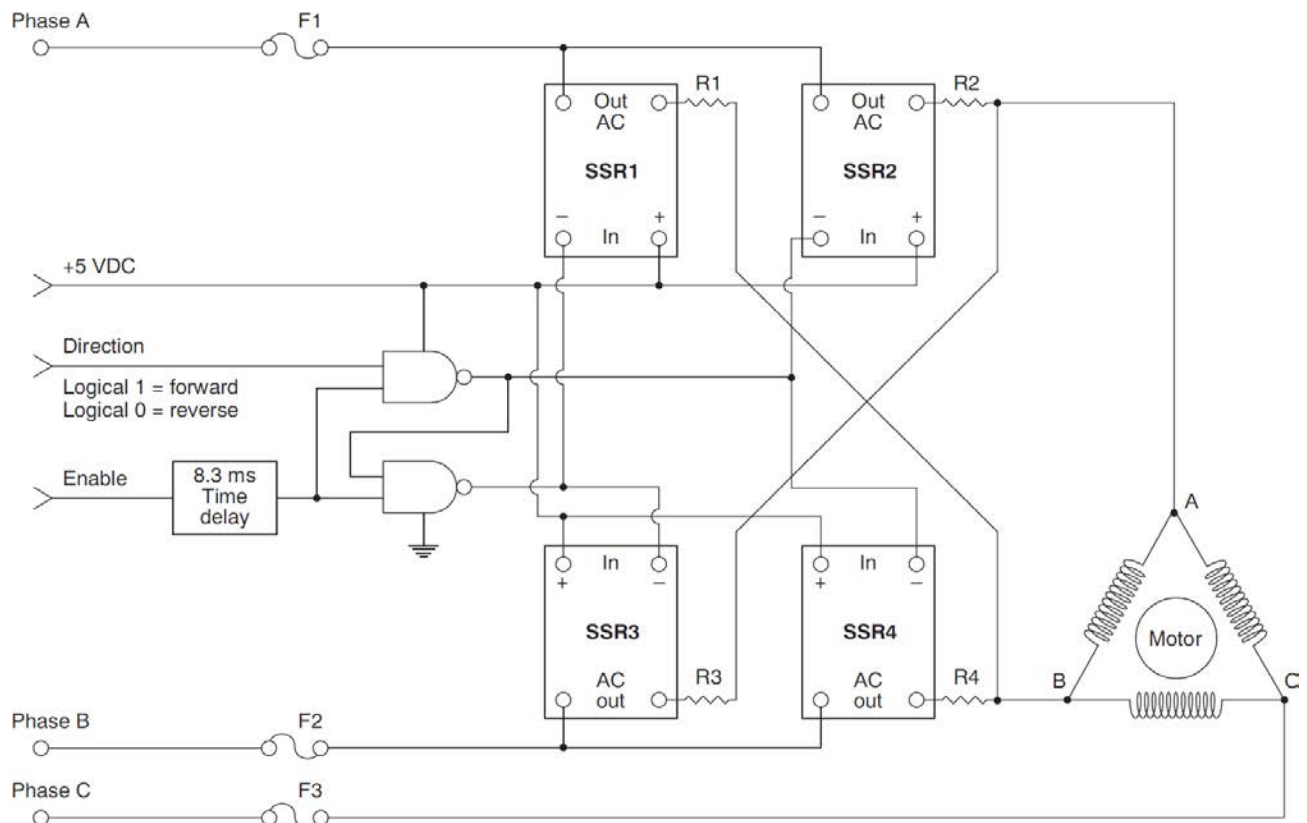 Phase A
F1
R1
R2
Out
AC
SSR1
– +
In
Out
AC
SSR2
– +
In
+5 VDC
Direction
Logical 1 = forward
Logical 0 = reverse
Enable
8.3 ms
Time
delay
In
+ –
SSR3
AC
out
R3
In
+ –
SSR4
AC
out
R4
A
B
C
Motor
Phase B
F2
Phase C
F3